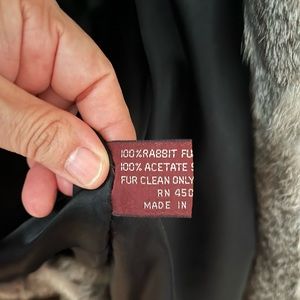 100% RABBIT FU
100% ACETATE S
FUR CLEAN ONLY
RN 450
MADE IN